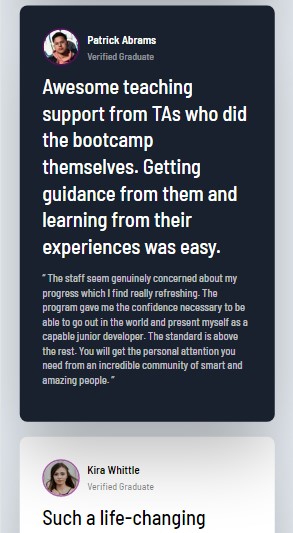 Patrick Abrams
Verified Graduate
Awesome teaching
support from TAs who did
the bootcamp
themselves. Getting
guidance from them and
learning from their
experiences was easy.
“ The staff seem genuinely concerned about my
progress which I find really refreshing. The
program gave me the confidence necessary to be
able to go out in the world and present myself as a
capable junior developer. The standard is above
the rest. You will get the personal attention you
need from an incredible community of smart and
amazing people. ”
Kira Whittle
Verified Graduate
Such a life-changing